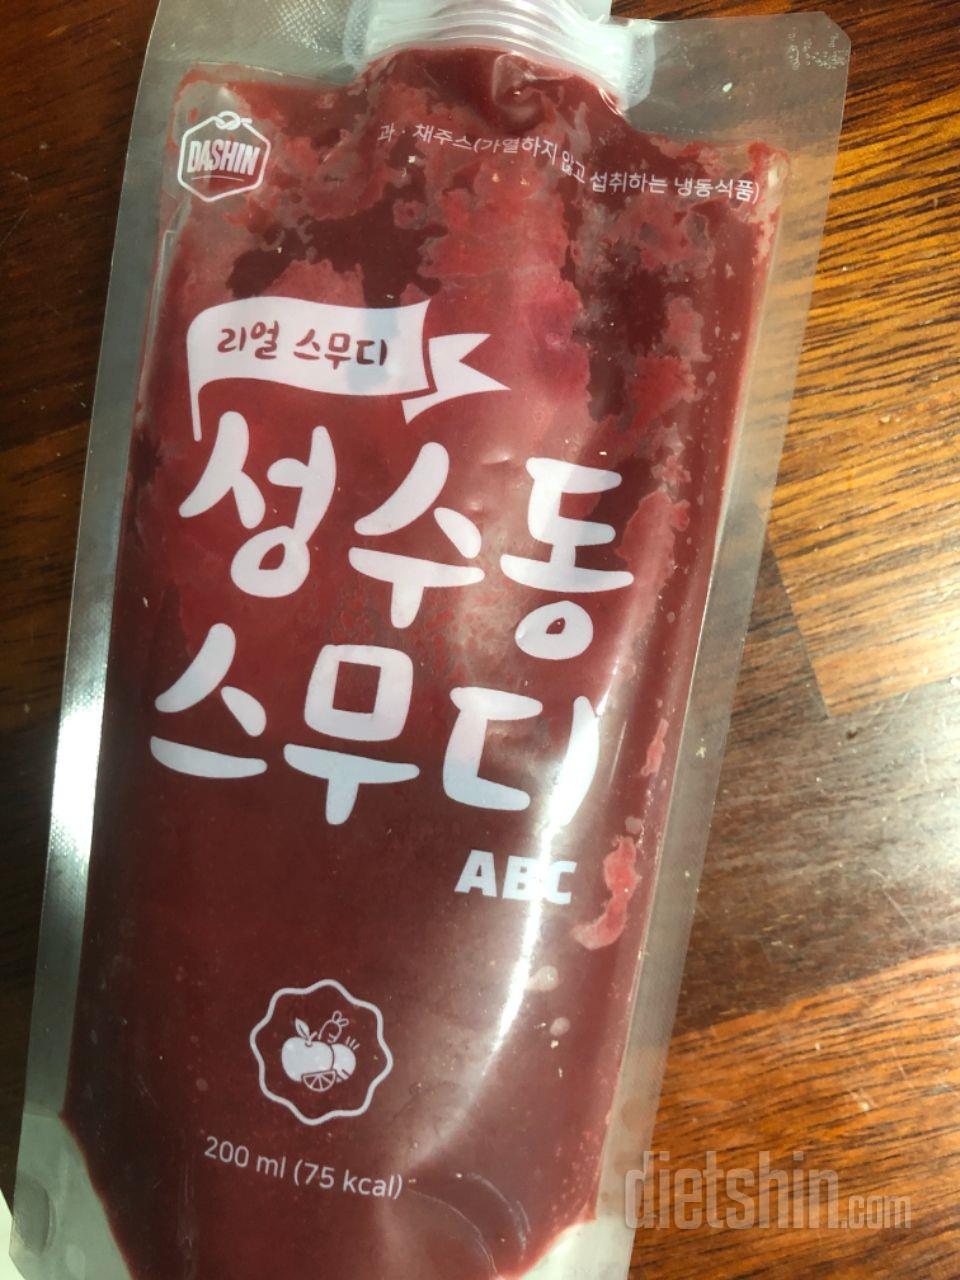 DASHIN
과·채주스(가열하지 않고 섭취하는 냉동식품)
리얼 스무디
성수동
스무디
ABC
200 ml (75 kcal)
dietshin.com